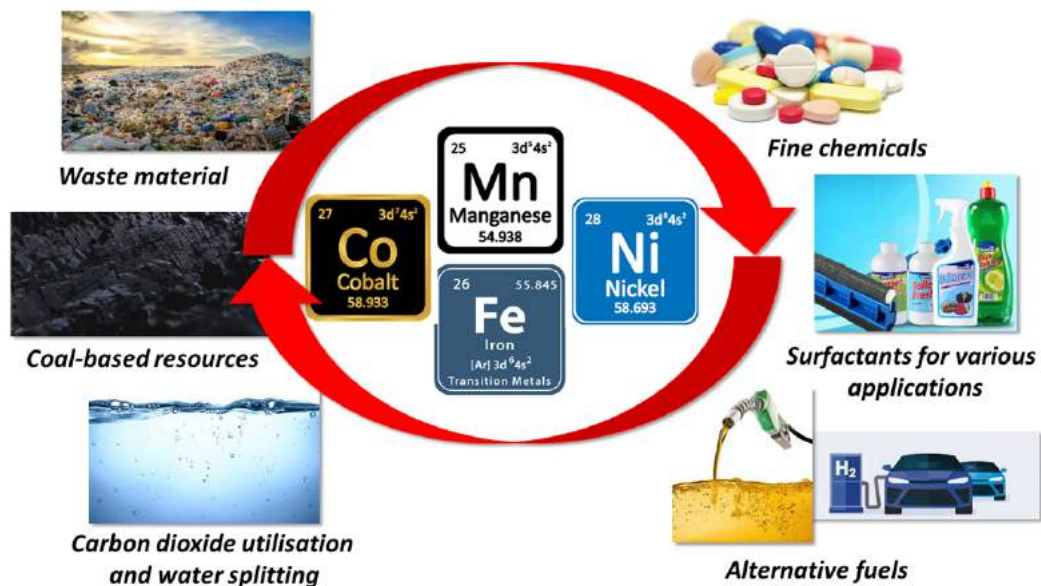 Waste material
Coal-based resources
Carbon dioxide utilisation
and water splitting
25 3d⁵4s²
Mn
Manganese
54.938
27 3d⁷4s²
Co
Cobalt
58.933
26 55.845
Fe
Iron
[Ar] 3d⁶4s²
Transition Metals
28 3d⁸4s²
Ni
Nickel
58.693
Fine chemicals
Surfactants for various
applications
H₂
Alternative fuels